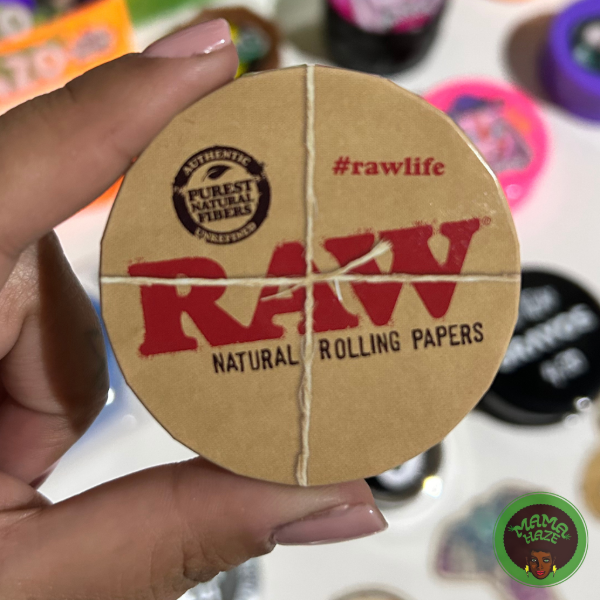 AUTHENTIC
PUREST
NATURAL
FIBERS
UNREFINED
#rawlife
RAW®
NATURAL ROLLING PAPERS
MAMA
HAZE